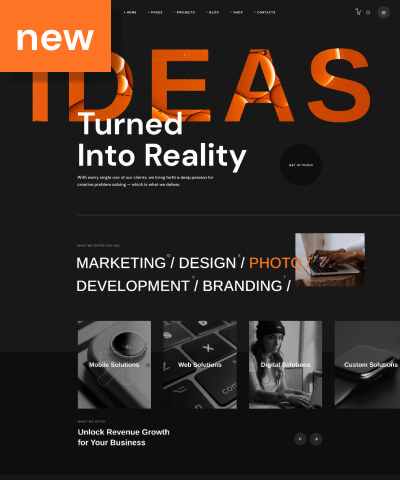 new
HOME PAGES PROJECTS BLOG SHOP CONTACTS
IDEAS
Turned
Into Reality
With every single one of our clients, we bring forth a deep passion for
creative problem solving — which is what we deliver.
GET IN TOUCH
WHAT WE OFFER FOR YOU
MARKETING / DESIGN / PHOTO /
DEVELOPMENT / BRANDING /
Mobile Solutions
Web Solutions
Digital Solutions
Custom Solutions
WHAT WE OFFER
Unlock Revenue Growth
for Your Business